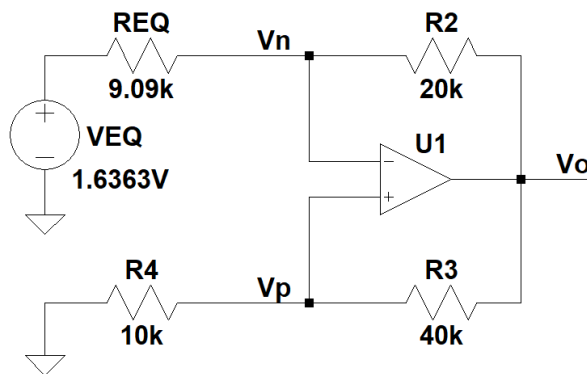 REQ
Vn
R2
9.09k
20k
+
VEQ
1.6363V
U1
−
+
Vo
R4
Vp
R3
10k
40k